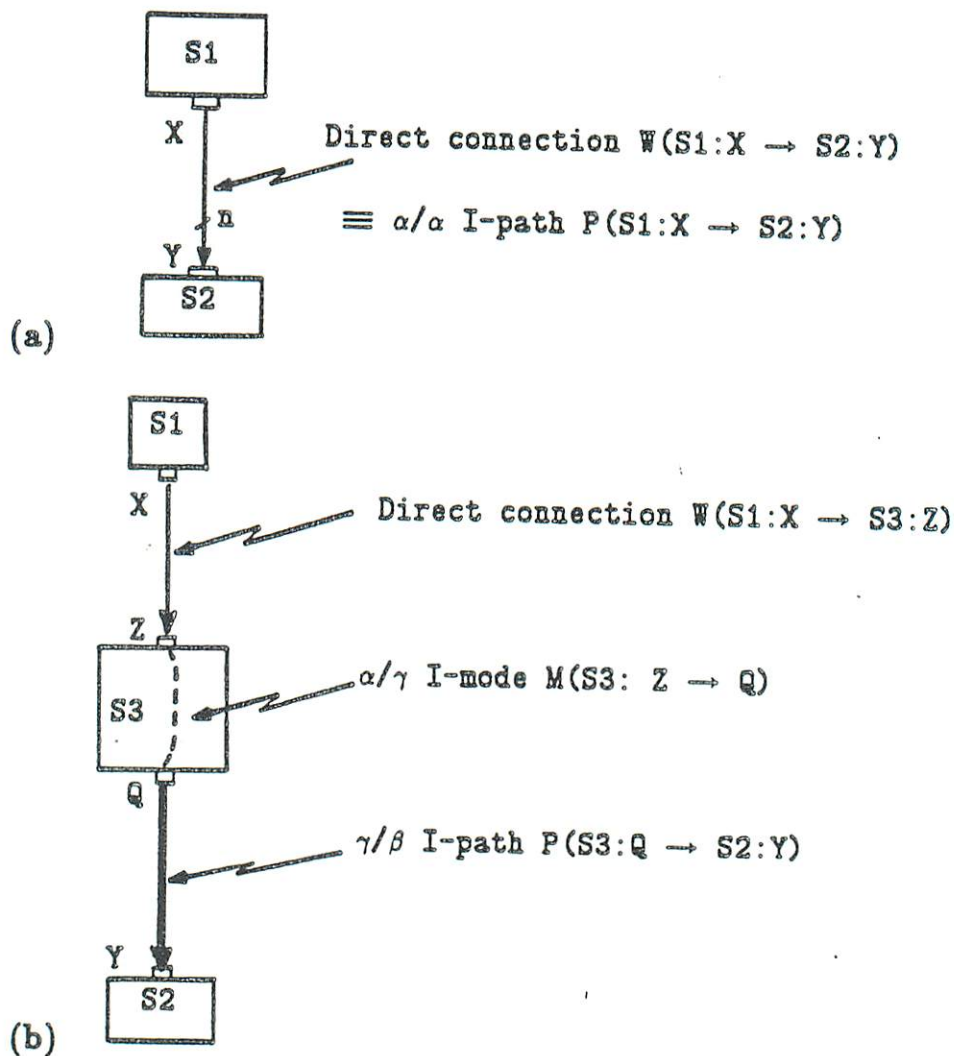 S1
X
Direct connection W(S1:X → S2:Y)
n
≡ α/α I-path P(S1:X → S2:Y)
Y
S2
(a)
S1
X
Direct connection W(S1:X → S3:Z)
Z
α/γ I-mode M(S3: Z → Q)
S3
Q
γ/β I-path P(S3:Q → S2:Y)
Y
S2
(b)